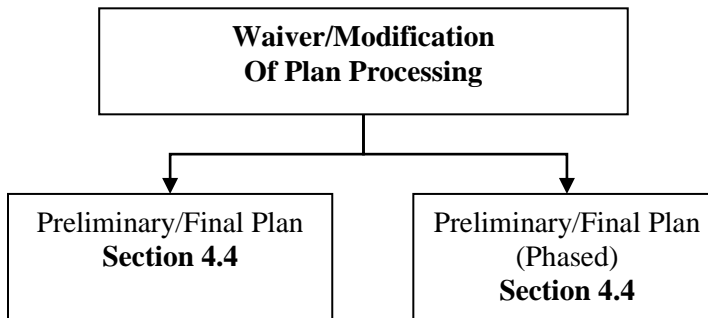 Waiver/Modification
Of Plan Processing
Preliminary/Final Plan
Section 4.4
Preliminary/Final Plan
(Phased)
Section 4.4